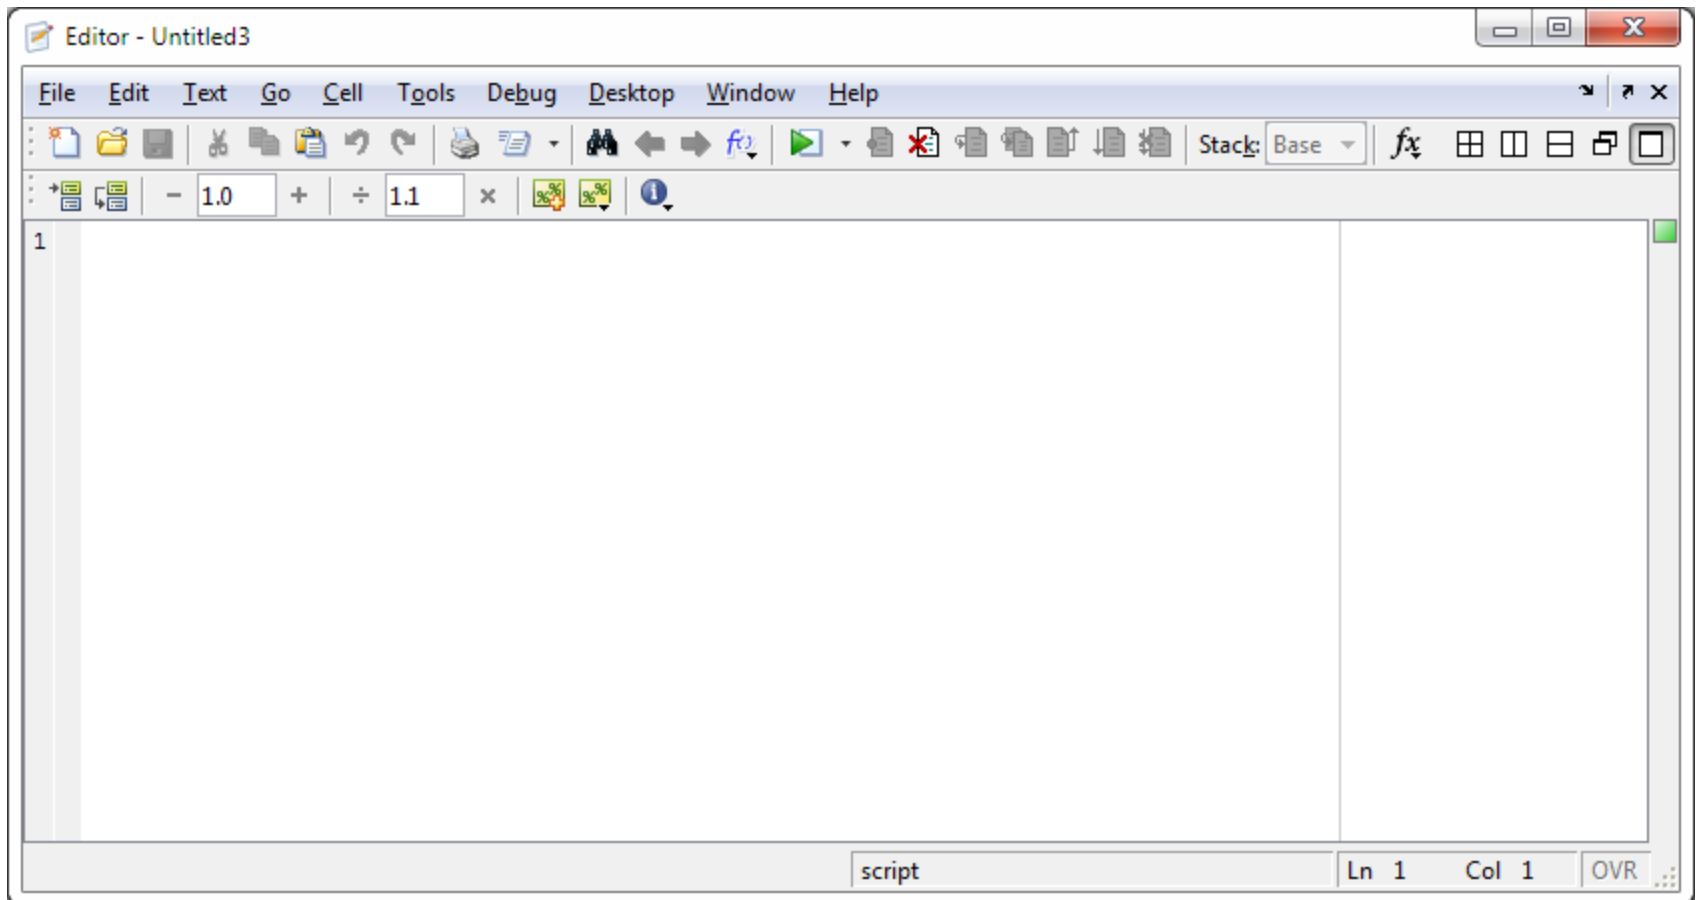 Editor - Untitled3
File Edit Text Go Cell Tools Debug Desktop Window Help
Stack: Base fx
1.0 1.1
1
script Ln 1 Col 1 OVR